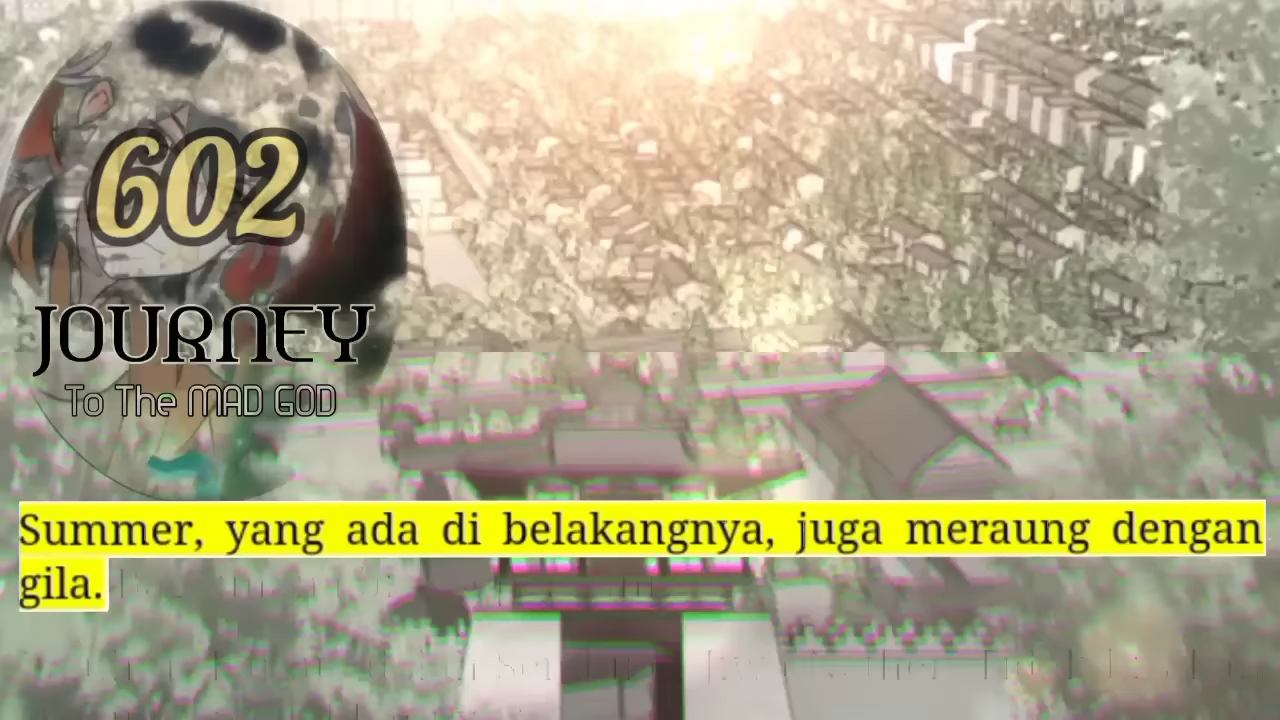 602
JOURNEY
To The MAD GOD
Summer, yang ada di belakangnya, juga meraung dengan
gila.